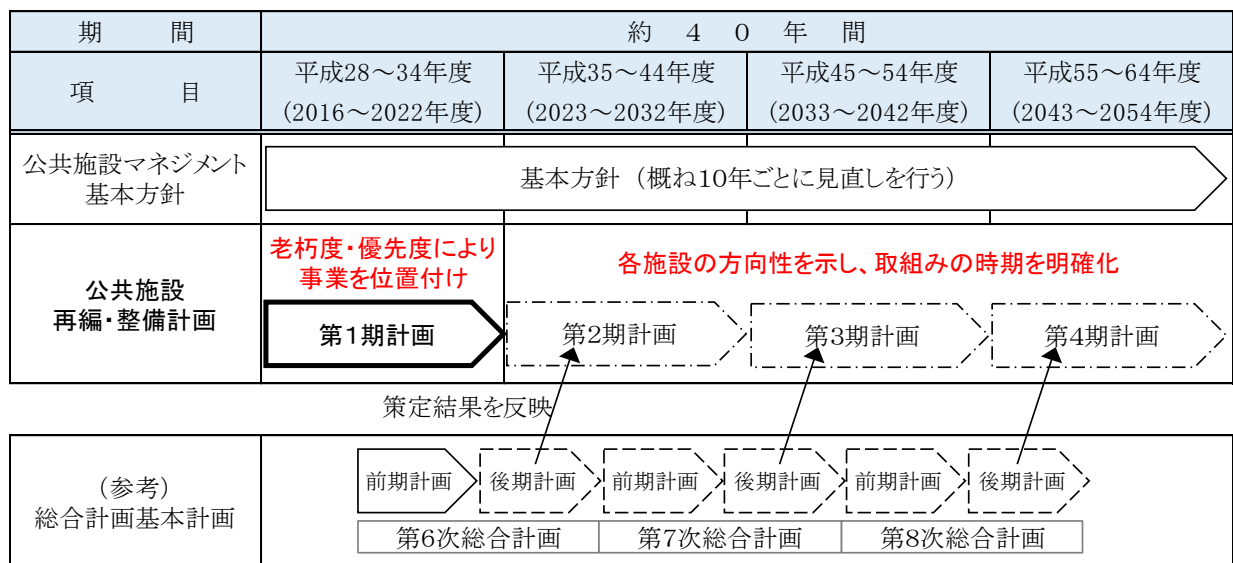 期　　間
約　４　０　年　間
項　　目
平成28～34年度
(2016～2022年度)
平成35～44年度
(2023～2032年度)
平成45～54年度
(2033～2042年度)
平成55～64年度
(2043～2054年度)
公共施設マネジメント
基本方針
基本方針 （概ね10年ごとに見直しを行う）
公共施設
再編・整備計画
老朽度・優先度により
事業を位置付け
各施設の方向性を示し、取組みの時期を明確化
第1期計画
第2期計画
第3期計画
第4期計画
策定結果を反映
（参考）
総合計画基本計画
前期計画
後期計画
前期計画
後期計画
前期計画
後期計画
第6次総合計画
第7次総合計画
第8次総合計画